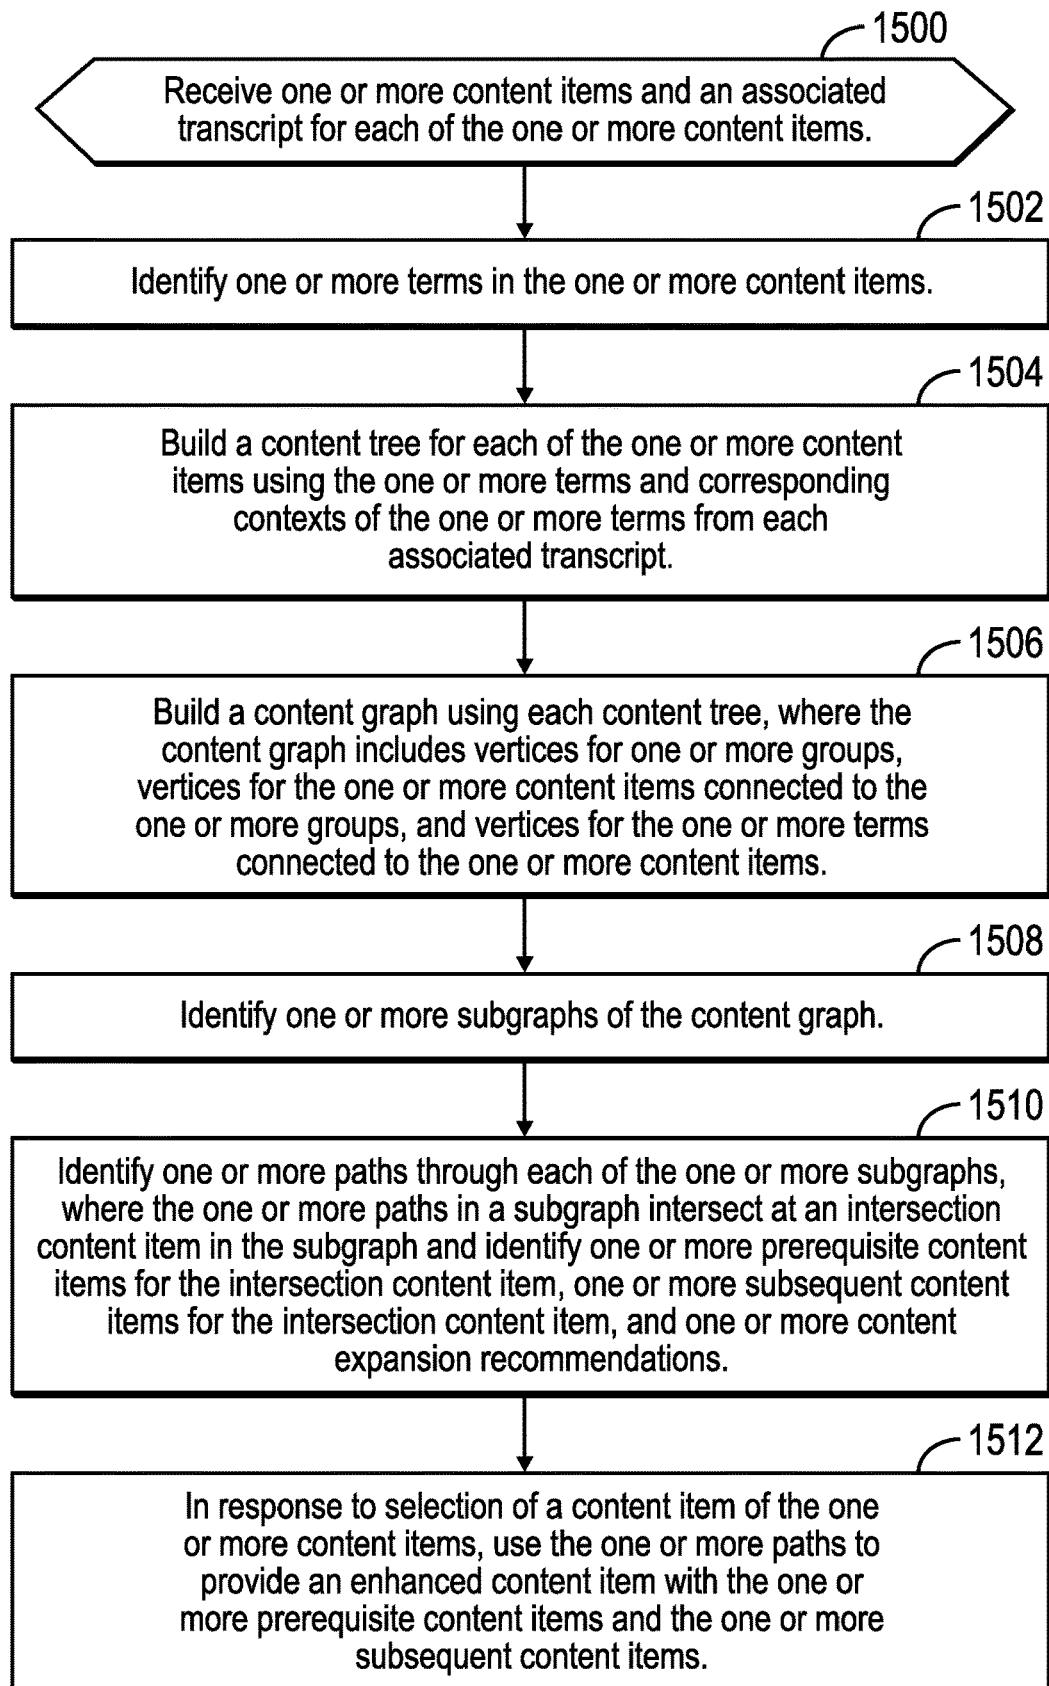 1500
Receive one or more content items and an associated
transcript for each of the one or more content items.
1502
Identify one or more terms in the one or more content items.
1504
Build a content tree for each of the one or more content
items using the one or more terms and corresponding
contexts of the one or more terms from each
associated transcript.
1506
Build a content graph using each content tree, where the
content graph includes vertices for one or more groups,
vertices for the one or more content items connected to the
one or more groups, and vertices for the one or more terms
connected to the one or more content items.
1508
Identify one or more subgraphs of the content graph.
1510
Identify one or more paths through each of the one or more subgraphs,
where the one or more paths in a subgraph intersect at an intersection
content item in the subgraph and identify one or more prerequisite content
items for the intersection content item, one or more subsequent content
items for the intersection content item, and one or more content
expansion recommendations.
1512
In response to selection of a content item of the one
or more content items, use the one or more paths to
provide an enhanced content item with the one or
more prerequisite content items and the one or more
subsequent content items.